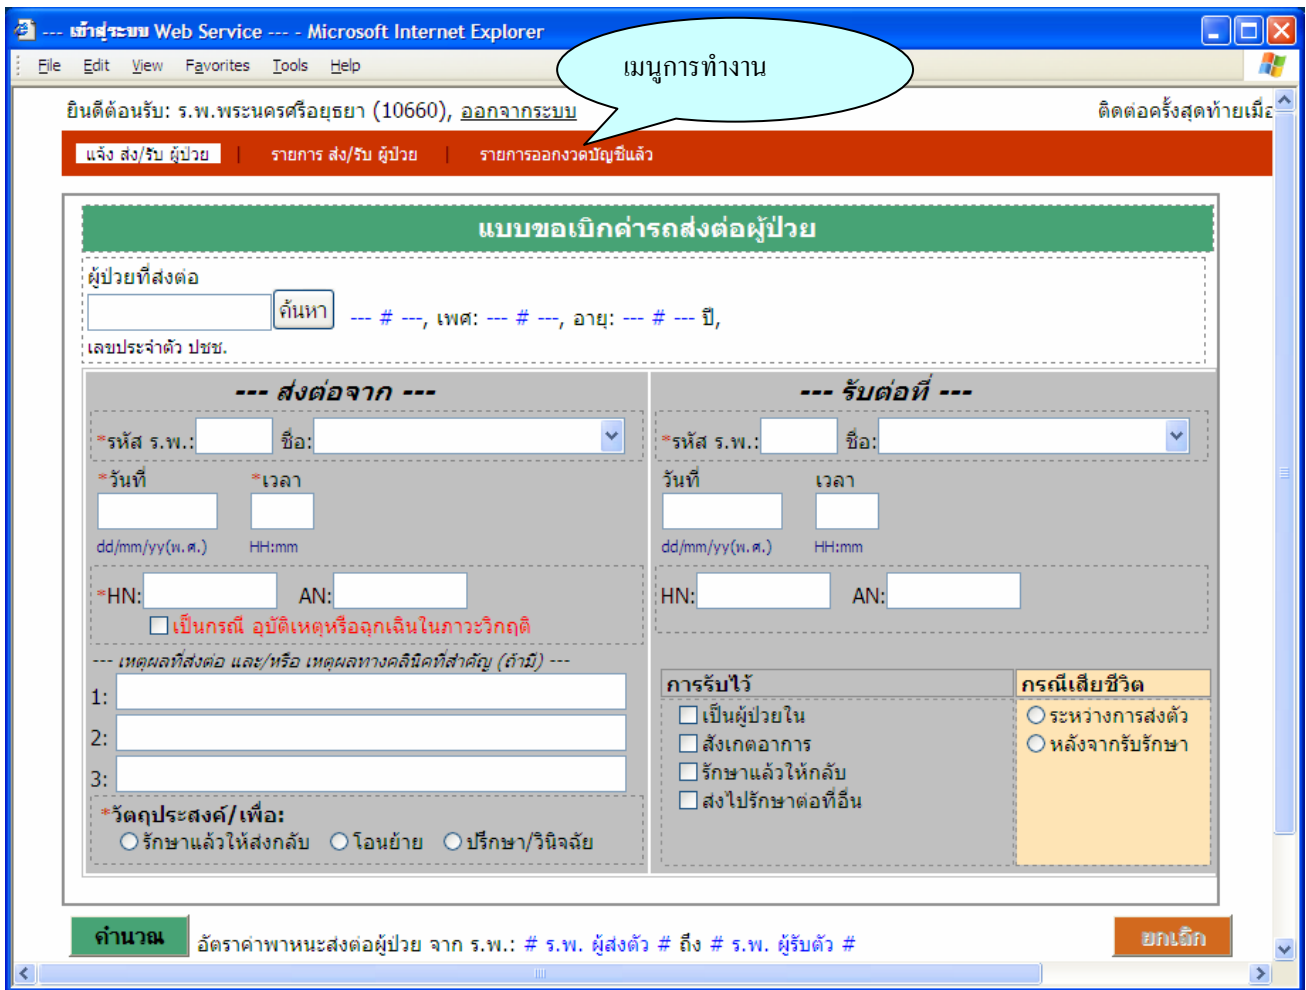 --- เข้าสู่ระบบ Web Service --- - Microsoft Internet Explorer
File Edit View Favorites Tools Help
เมนูการทำงาน
ยินดีต้อนรับ: ร.พ.พระนครศรีอยุธยา (10660), ออกจากระบบ ติดต่อครั้งสุดท้ายเมื่อ
แจ้ง ส่ง/รับ ผู้ป่วย | รายการ ส่ง/รับ ผู้ป่วย | รายการออกงวดบัญชีแล้ว
แบบขอเบิกค่ารถส่งต่อผู้ป่วย
ผู้ป่วยที่ส่งต่อ
ค้นหา --- # ---, เพศ: --- # ---, อายุ: --- # --- ปี,
เลขประจำตัว ปชช.
--- ส่งต่อจาก --- --- รับต่อที่ ---
*รหัส ร.พ.: ชื่อ: *รหัส ร.พ.: ชื่อ:
*วันที่ *เวลา วันที่ เวลา
dd/mm/yy(พ.ศ.) HH:mm dd/mm/yy(พ.ศ.) HH:mm
*HN: AN: HN: AN:
เป็นกรณี อุบัติเหตุหรือฉุกเฉินในภาวะวิกฤติ
--- เหตุผลที่ส่งต่อ และ/หรือ เหตุผลทางคลินิคที่สำคัญ (ถ้ามี) ---
1:
2:
3:
*วัตถุประสงค์/เพื่อ:
รักษาแล้วให้ส่งกลับ โอนย้าย ปรึกษา/วินิจฉัย
การรับไว้ กรณีเสียชีวิต
เป็นผู้ป่วยใน ระหว่างการส่งตัว
สังเกตอาการ หลังจากรับรักษา
รักษาแล้วให้กลับ
ส่งไปรักษาต่อที่อื่น
คำนวณ อัตราค่าพาหนะส่งต่อผู้ป่วย จาก ร.พ.: # ร.พ. ผู้ส่งตัว # ถึง # ร.พ. ผู้รับตัว # ยกเลิก